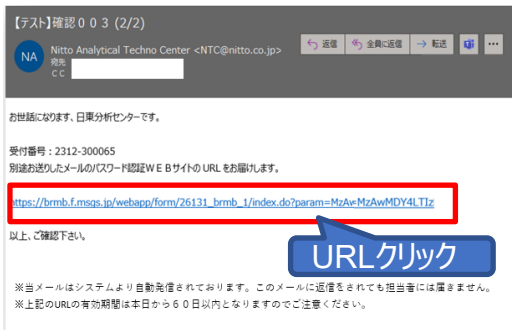 【テスト】確認００３ (2/2)
NA
Nitto Analytical Techno Center <NTC@nitto.co.jp>
宛先
ＣＣ
返信
全員に返信
転送
お世話になります、日東分析センターです。
受付番号：2312-300065
別途お送りしたメールのパスワード認証ＷＥＢサイトの URL をお届けします。
https://brmb.f.msgs.jp/webapp/form/26131_brmb_1/index.do?param=MzAwMzAwMDY4LTIz
以上、ご確認下さい。
URLクリック
※当メールはシステムより自動発信されております。このメールに返信をされても担当者には届きません。
※上記のURLの有効期間は本日から６０日以内となりますのでご注意ください。